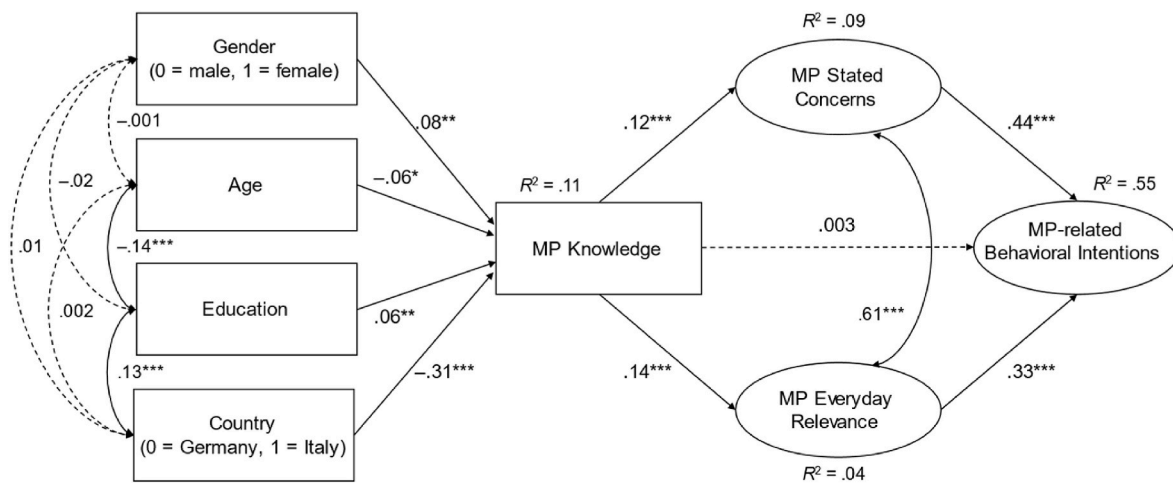 Gender
(0 = male, 1 = female)
–.001
Age
–.02
.01
–.14***
Education
.002
.13***
Country
(0 = Germany, 1 = Italy)
.08**
–.06*
.06**
–.31***
R² = .11
MP Knowledge
.12***
.003
.14***
R² = .09
MP Stated
Concerns
.61***
MP Everyday
Relevance
R² = .04
.44***
.33***
R² = .55
MP-related
Behavioral Intentions